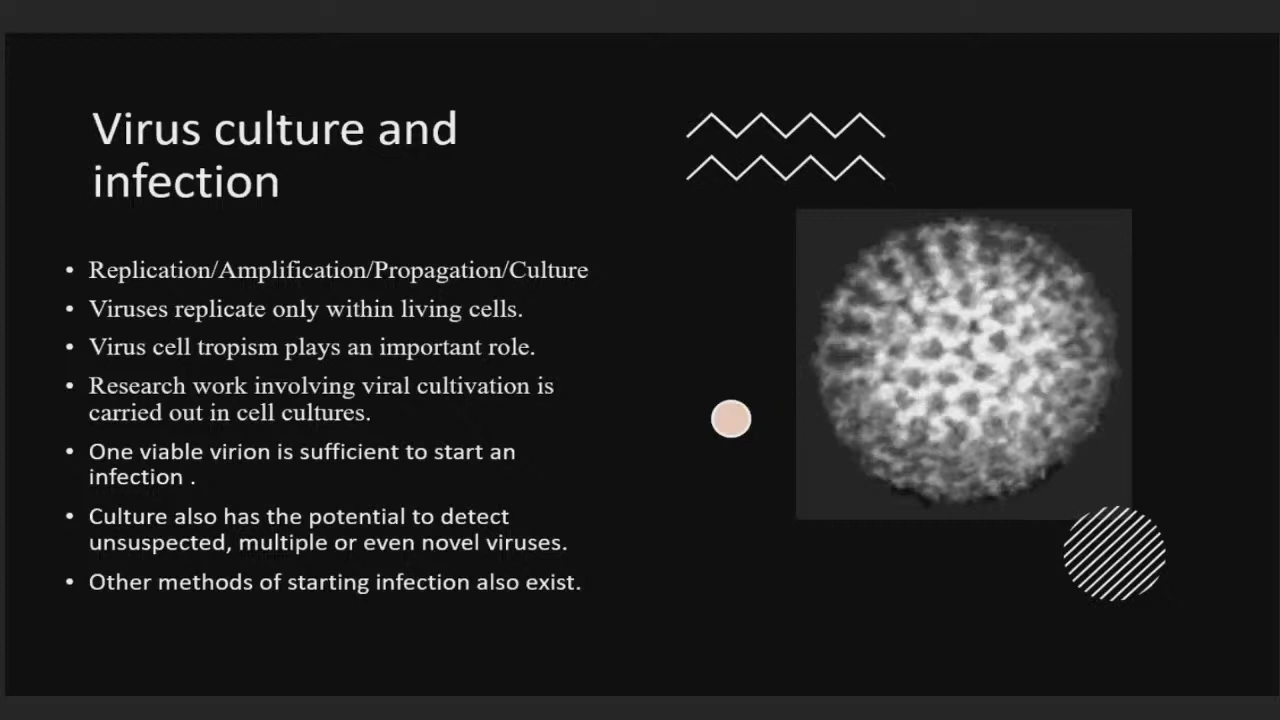 Virus culture and
infection
• Replication/Amplification/Propagation/Culture
• Viruses replicate only within living cells.
• Virus cell tropism plays an important role.
• Research work involving viral cultivation is
carried out in cell cultures.
• One viable virion is sufficient to start an
infection .
• Culture also has the potential to detect
unsuspected, multiple or even novel viruses.
• Other methods of starting infection also exist.